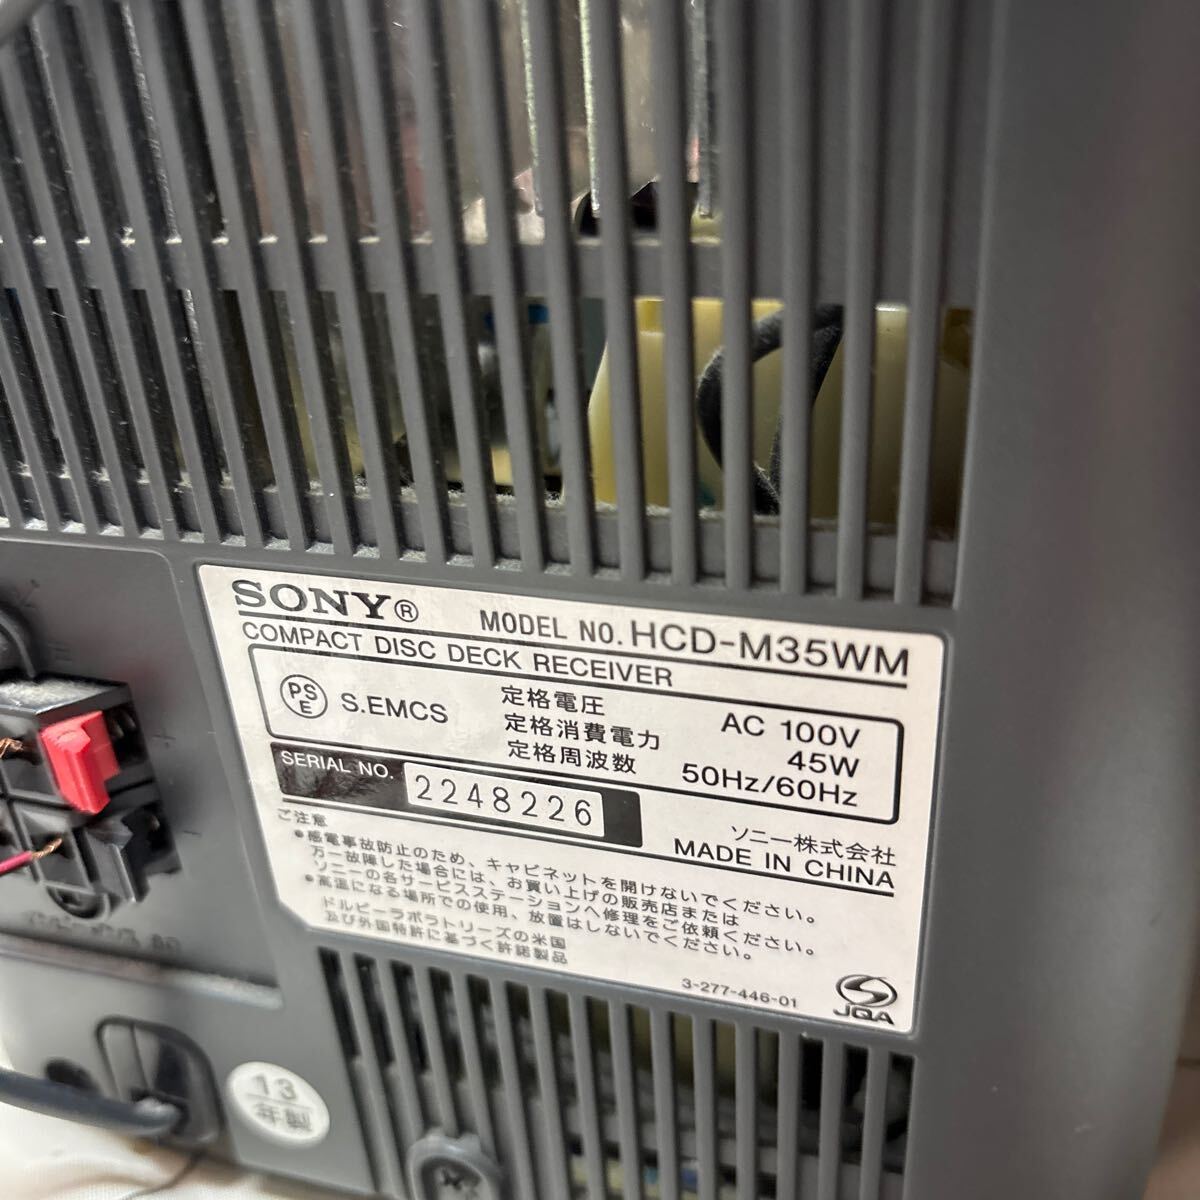 SONY® MODEL NO. HCD-M35WM
COMPACT DISC DECK RECEIVER
PSE S.EMCS
定格電圧 AC 100V
定格消費電力 45W
定格周波数 50Hz/60Hz
SERIAL NO. 2248226
ソニー株式会社
MADE IN CHINA
ご注意
●感電事故防止のため、キャビネットを開けないでください。
万一故障した場合には、お買い上げの販売店または
ソニーの各サービスステーションへ修理をご依頼ください。
●高温になる場所での使用、放置はしないでください。
ドルビーラボラトリーズの米国
及び外国特許に基づく許諾製品
3-277-446-01
JQA
13
年製